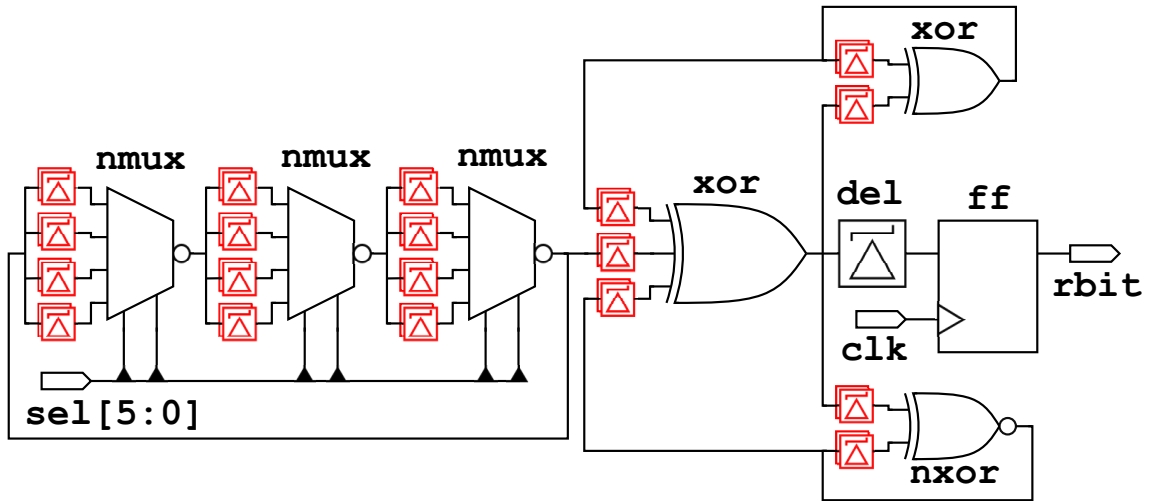 xor
nmux
nmux
nmux
xor
del
ff
rbit
clk
sel[5:0]
nxor